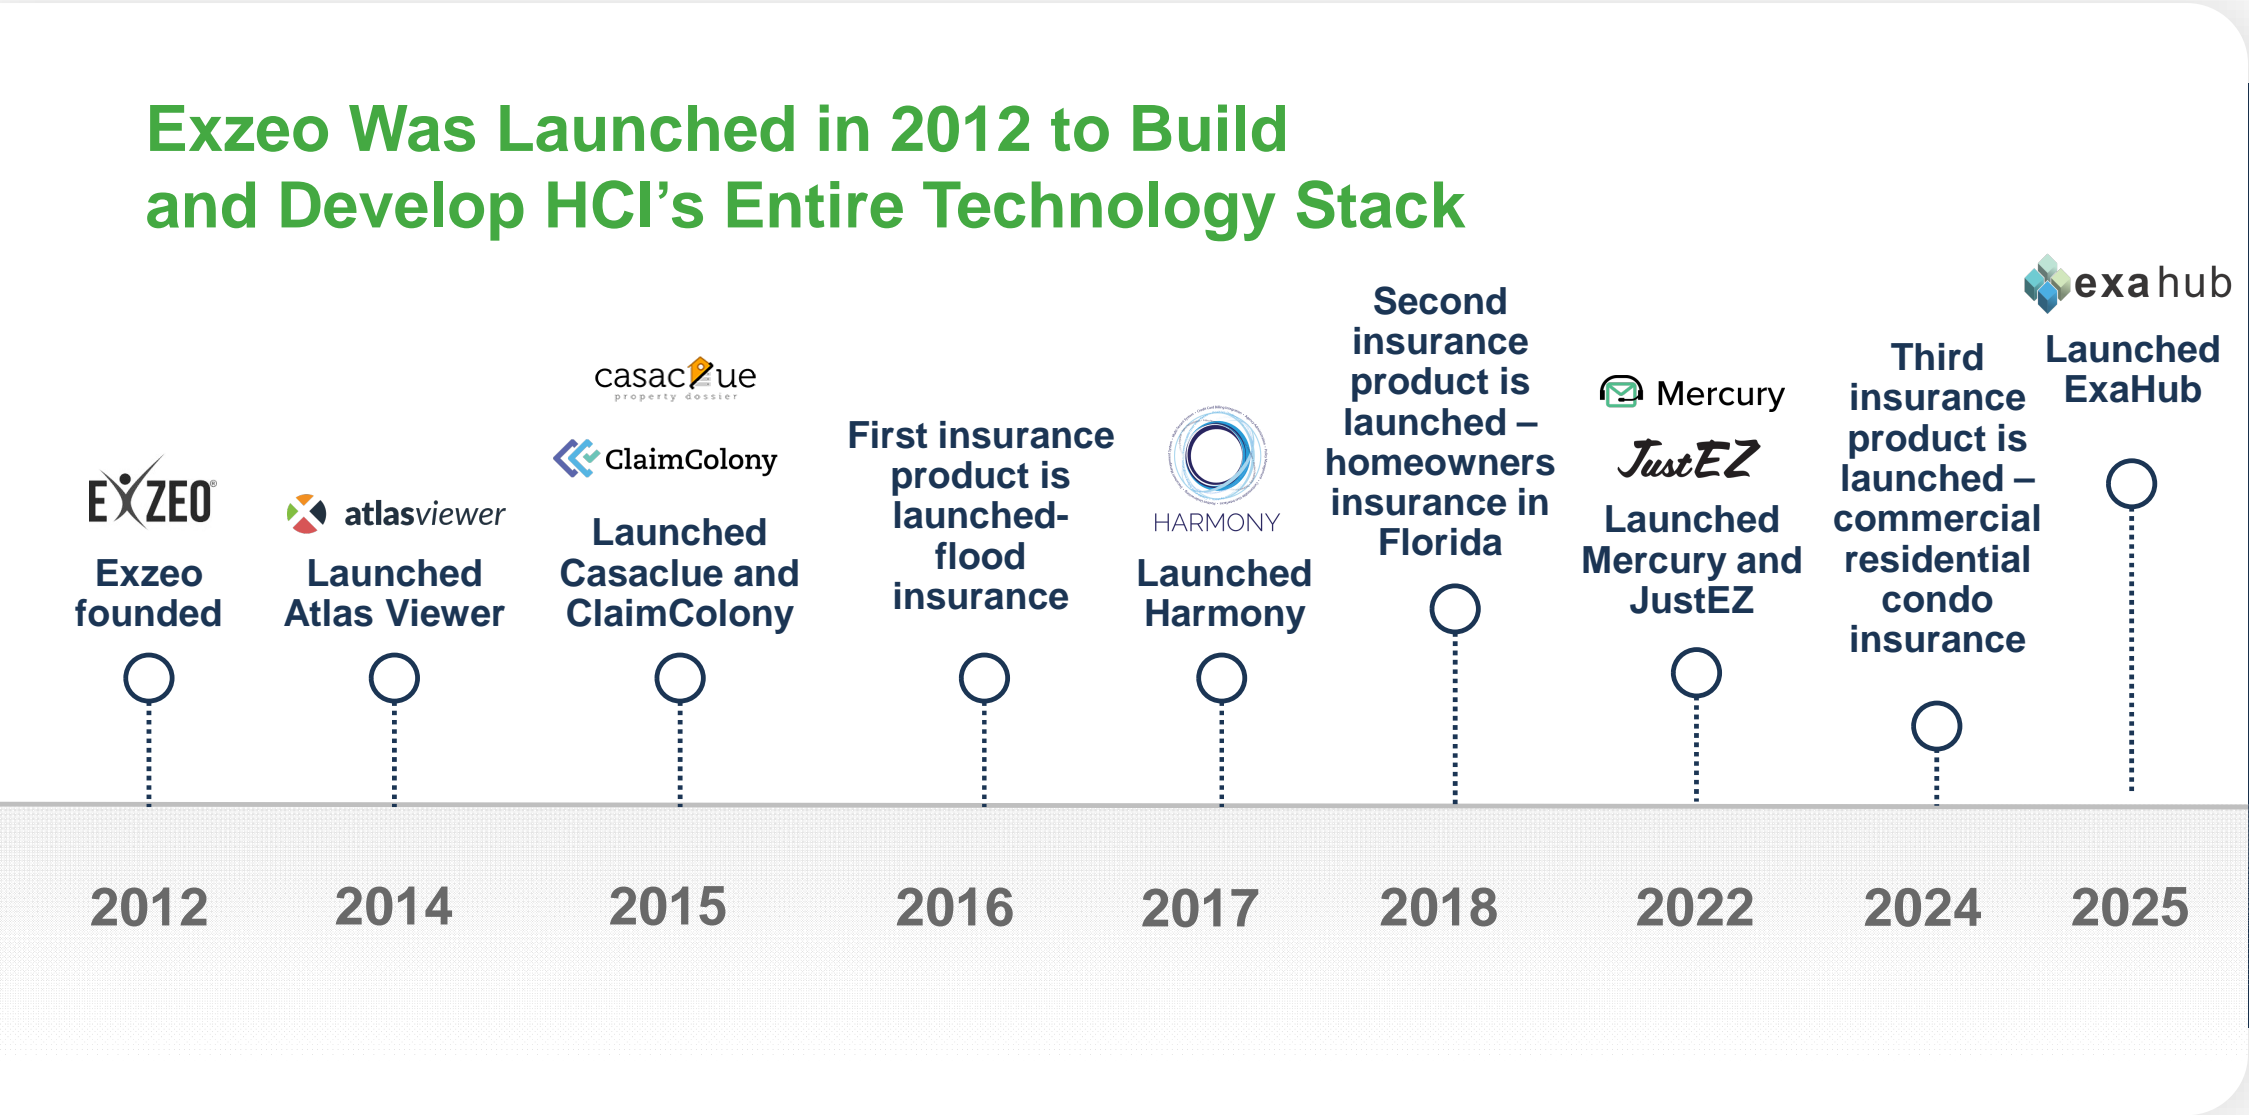 Exzeo Was Launched in 2012 to Build
and Develop HCI’s Entire Technology Stack
EXZEO®
Exzeo
founded
atlasviewer
Launched
Atlas Viewer
casaclue
property dossier
ClaimColony
Launched
Casaclue and
ClaimColony
First insurance
product is
launched-
flood
insurance
HARMONY
Launched
Harmony
Second
insurance
product is
launched –
homeowners
insurance in
Florida
Mercury
JustEZ
Launched
Mercury and
JustEZ
Third
insurance
product is
launched –
commercial
residential
condo
insurance
exahub
Launched
ExaHub
2012
2014
2015
2016
2017
2018
2022
2024
2025